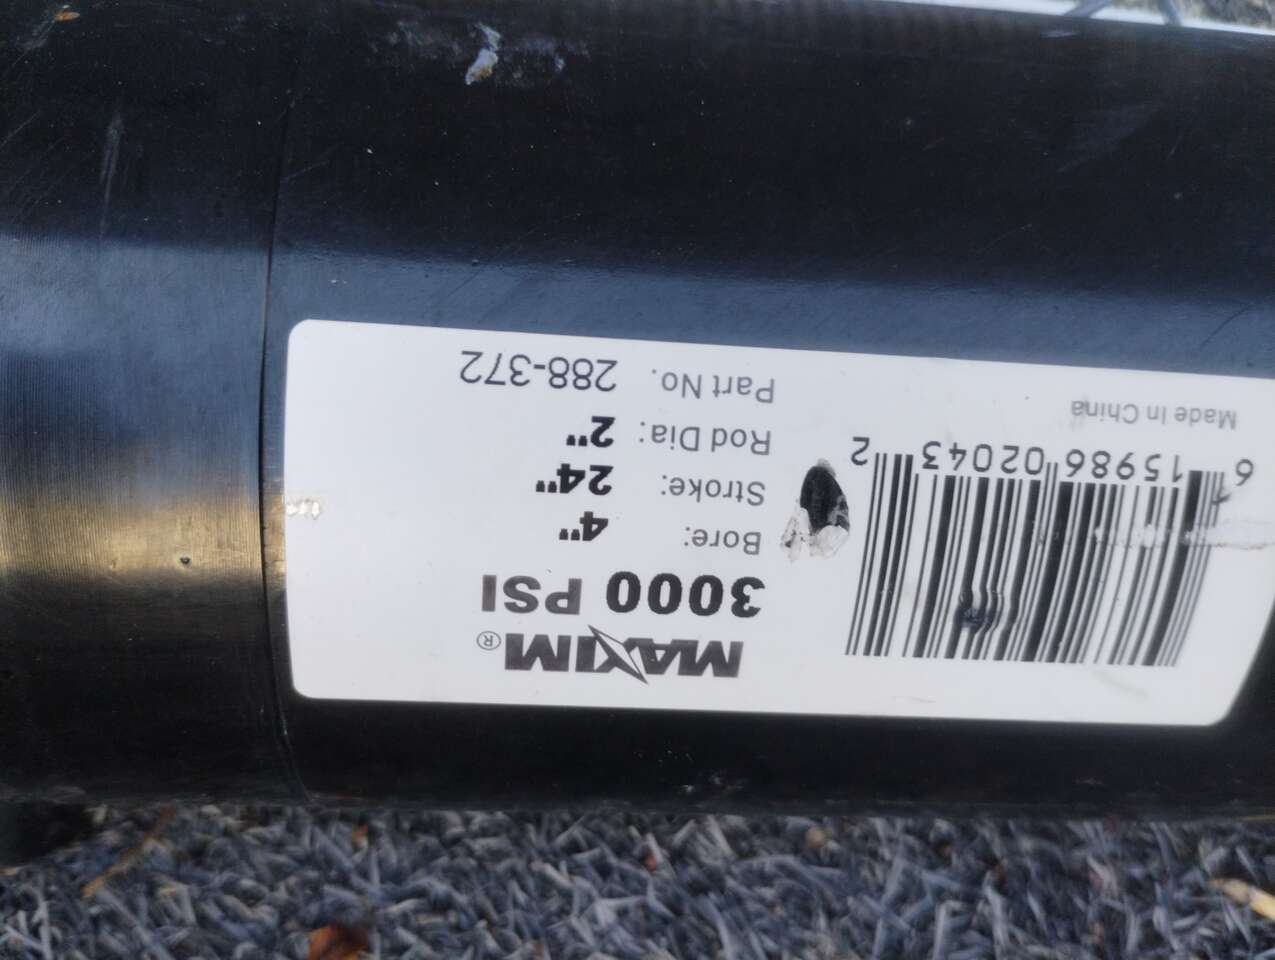 MAXIM®
3000 PSI
Bore: 4"
Stroke: 24"
Rod Dia: 2"
Part No. 288-372
6 15986 02043 2
Made In China